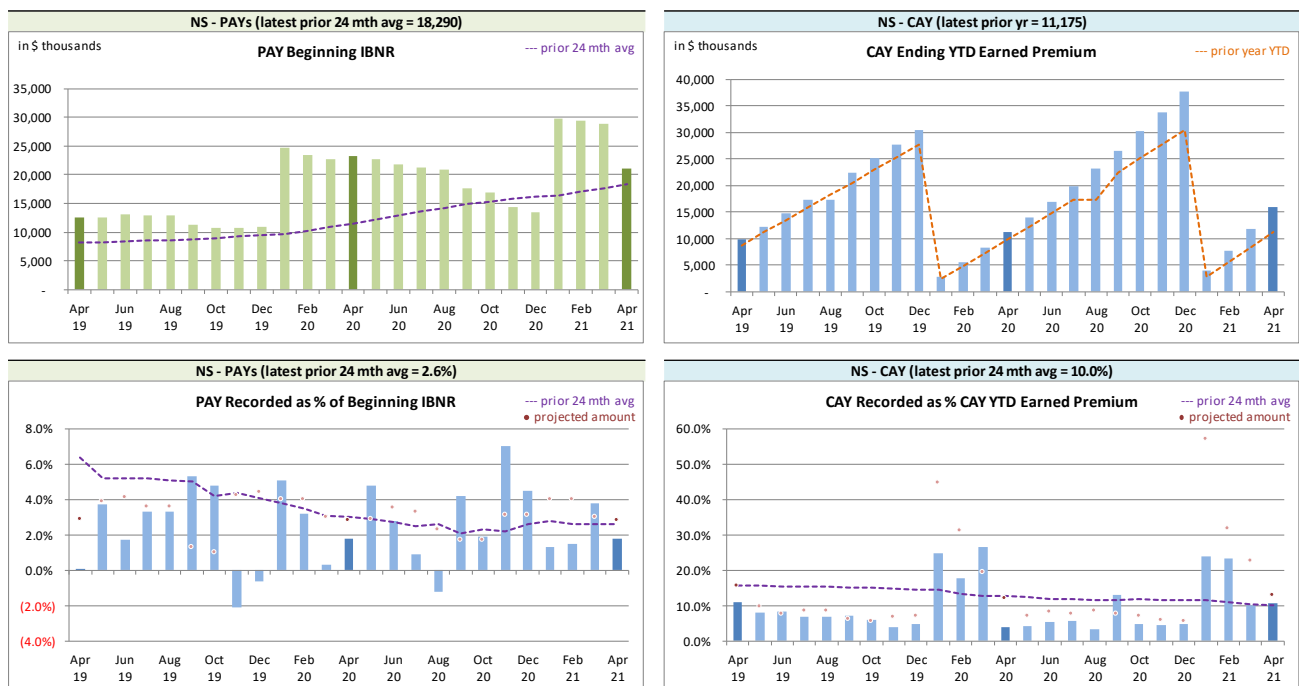 NS - PAYs (latest prior 24 mth avg = 18,290)
in $ thousands
PAY Beginning IBNR
--- prior 24 mth avg
35,000
30,000
25,000
20,000
15,000
10,000
5,000
-
Apr Jun Aug Oct Dec Feb Apr Jun Aug Oct Dec Feb Apr
19 19 19 19 19 20 20 20 20 20 20 21 21
NS - CAY (latest prior yr = 11,175)
in $ thousands
CAY Ending YTD Earned Premium
--- prior year YTD
40,000
35,000
30,000
25,000
20,000
15,000
10,000
5,000
-
Apr Jun Aug Oct Dec Feb Apr Jun Aug Oct Dec Feb Apr
19 19 19 19 19 20 20 20 20 20 20 21 21
NS - PAYs (latest prior 24 mth avg = 2.6%)
PAY Recorded as % of Beginning IBNR
--- prior 24 mth avg
• projected amount
8.0%
6.0%
4.0%
2.0%
0.0%
(2.0%)
(4.0%)
Apr Jun Aug Oct Dec Feb Apr Jun Aug Oct Dec Feb Apr
19 19 19 19 19 20 20 20 20 20 20 21 21
NS - CAY (latest prior 24 mth avg = 10.0%)
CAY Recorded as % CAY YTD Earned Premium
--- prior 24 mth avg
• projected amount
60.0%
50.0%
40.0%
30.0%
20.0%
10.0%
0.0%
Apr Jun Aug Oct Dec Feb Apr Jun Aug Oct Dec Feb Apr
19 19 19 19 19 20 20 20 20 20 20 21 21